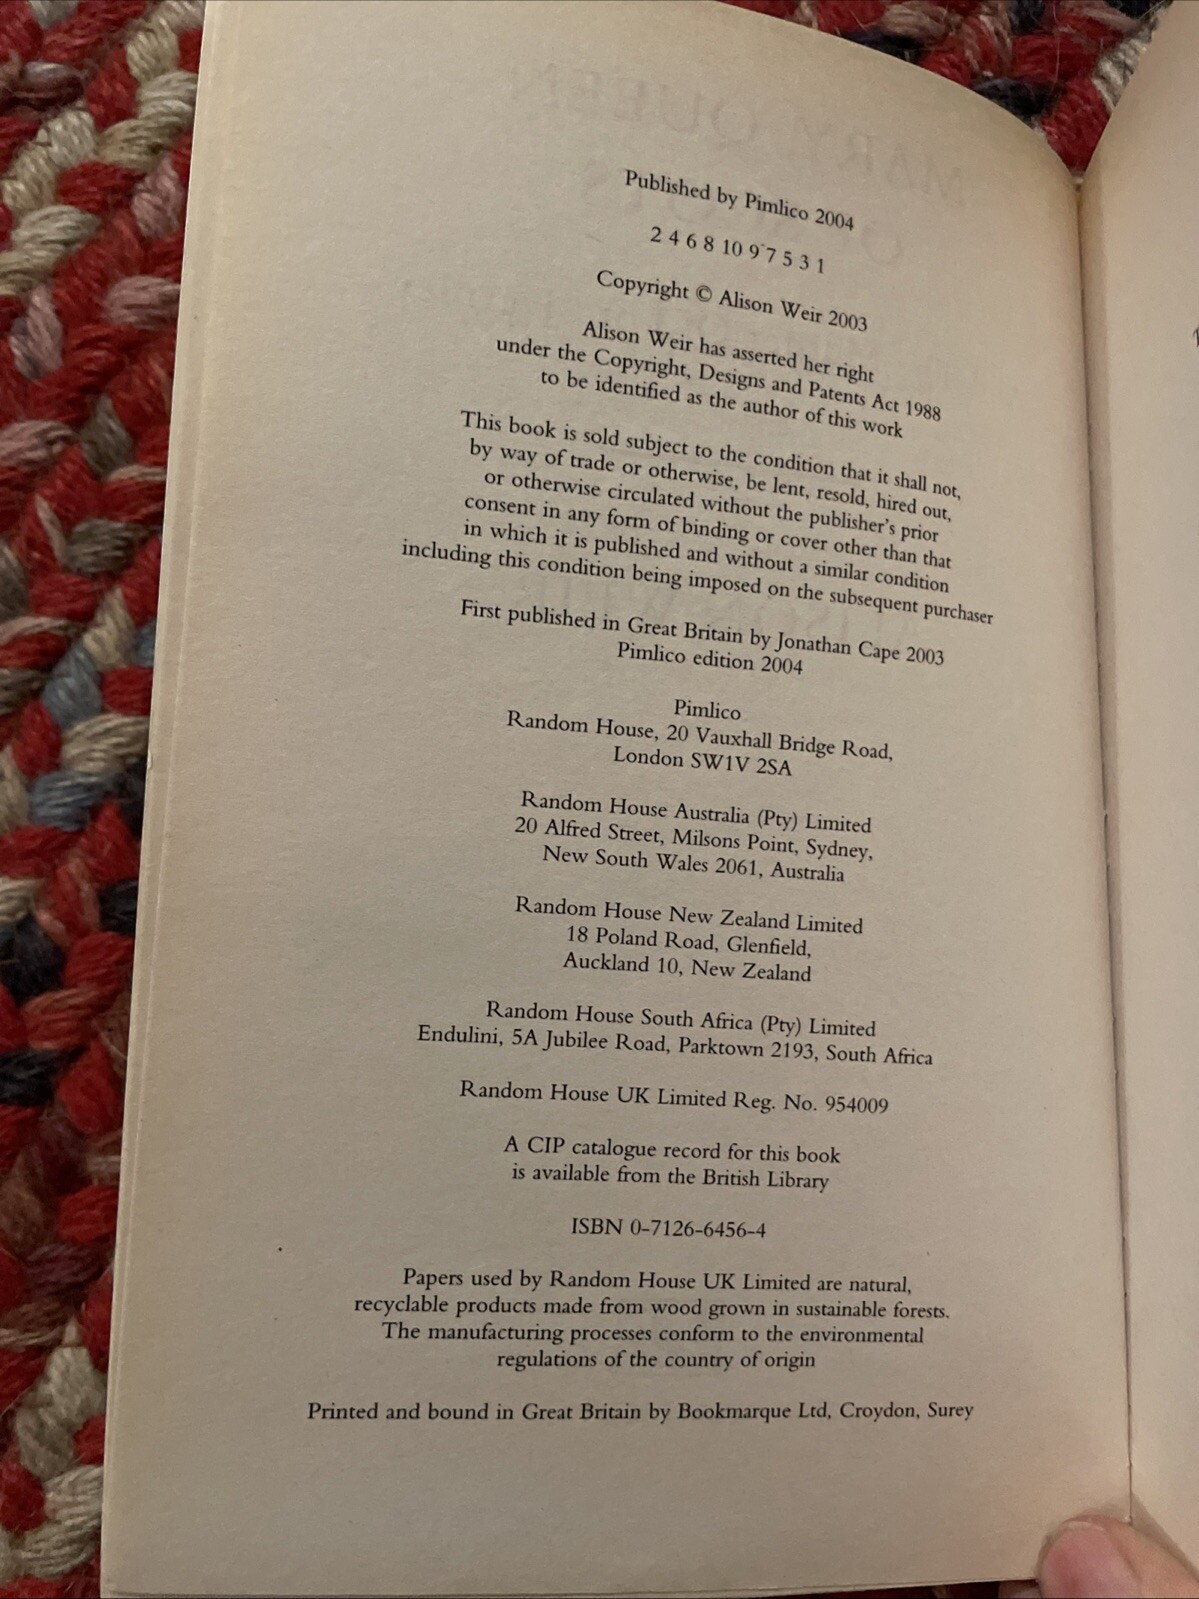 Published by Pimlico 2004
2 4 6 8 10 9 7 5 3 1
Copyright © Alison Weir 2003
Alison Weir has asserted her right
under the Copyright, Designs and Patents Act 1988
to be identified as the author of this work
This book is sold subject to the condition that it shall not,
by way of trade or otherwise, be lent, resold, hired out,
or otherwise circulated without the publisher's prior
consent in any form of binding or cover other than that
in which it is published and without a similar condition
including this condition being imposed on the subsequent purchaser
First published in Great Britain by Jonathan Cape 2003
Pimlico edition 2004
Pimlico
Random House, 20 Vauxhall Bridge Road,
London SW1V 2SA
Random House Australia (Pty) Limited
20 Alfred Street, Milsons Point, Sydney,
New South Wales 2061, Australia
Random House New Zealand Limited
18 Poland Road, Glenfield,
Auckland 10, New Zealand
Random House South Africa (Pty) Limited
Endulini, 5A Jubilee Road, Parktown 2193, South Africa
Random House UK Limited Reg. No. 954009
A CIP catalogue record for this book
is available from the British Library
ISBN 0-7126-6456-4
Papers used by Random House UK Limited are natural,
recyclable products made from wood grown in sustainable forests.
The manufacturing processes conform to the environmental
regulations of the country of origin
Printed and bound in Great Britain by Bookmarque Ltd, Croydon, Surey